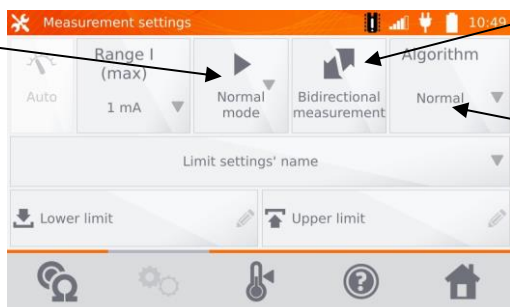 Measurement settings
10:49
Auto
Range I
(max)
1 mA
Normal
mode
Bidirectional
measurement
Algorithm
Normal
Limit settings' name
Lower limit
Upper limit